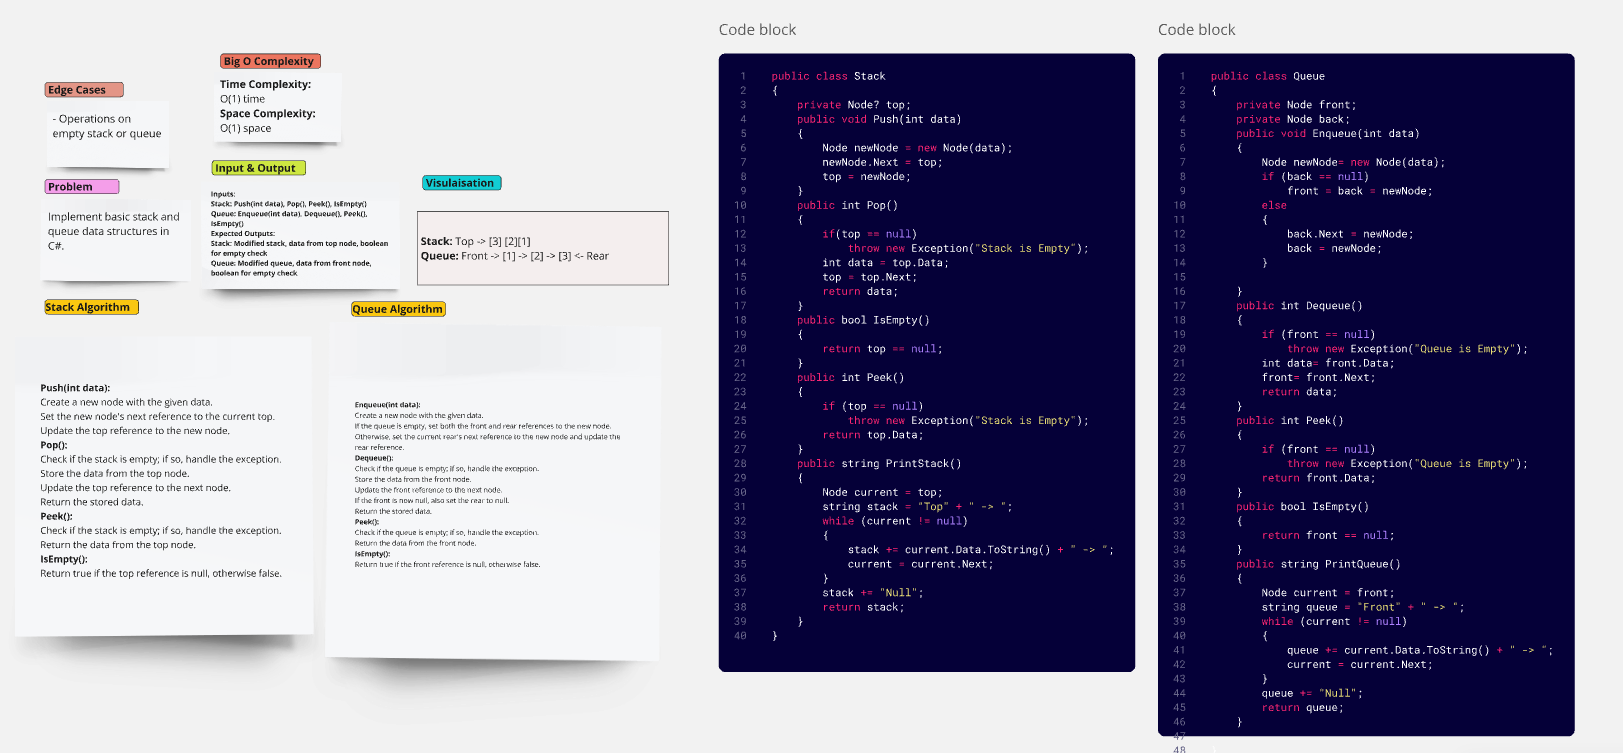 Edge Cases
- Operations on
empty stack or queue
Big O Complexity
Time Complexity:
O(1) time
Space Complexity:
O(1) space
Problem
Implement basic stack and
queue data structures in
C#.
Input & Output
Inputs:
Stack: Push(int data), Pop(), Peek(), IsEmpty()
Queue: Enqueue(int data), Dequeue(), Peek(),
IsEmpty()
Expected Outputs:
Stack: Modified stack, data from top node, boolean
for empty check
Queue: Modified queue, data from front node,
boolean for empty check
Visulaisation
Stack: Top -> [3] [2][1]
Queue: Front -> [1] -> [2] -> [3] <- Rear
Stack Algorithm
Push(int data):
Create a new node with the given data.
Set the new node's next reference to the current top.
Update the top reference to the new node.
Pop():
Check if the stack is empty; if so, handle the exception.
Store the data from the top node.
Update the top reference to the next node.
Return the stored data.
Peek():
Check if the stack is empty; if so, handle the exception.
Return the data from the top node.
IsEmpty():
Return true if the top reference is null, otherwise false.
Queue Algorithm
Enqueue(int data):
Create a new node with the given data.
If the queue is empty, set both the front and rear references to the new node.
Otherwise, set the current rear's next reference to the new node and update the
rear reference.
Dequeue():
Check if the queue is empty; if so, handle the exception.
Store the data from the front node.
Update the front reference to the next node.
If the front is now null, also set the rear to null.
Return the stored data.
Peek():
Check if the queue is empty; if so, handle the exception.
Return the data from the front node.
IsEmpty():
Return true if the front reference is null, otherwise false.
Code block
1 public class Stack
2 {
3 private Node? top;
4 public void Push(int data)
5 {
6 Node newNode = new Node(data);
7 newNode.Next = top;
8 top = newNode;
9 }
10 public int Pop()
11 {
12 if(top == null)
13 throw new Exception("Stack is Empty");
14 int data = top.Data;
15 top = top.Next;
16 return data;
17 }
18 public bool IsEmpty()
19 {
20 return top == null;
21 }
22 public int Peek()
23 {
24 if (top == null)
25 throw new Exception("Stack is Empty");
26 return top.Data;
27 }
28 public string PrintStack()
29 {
30 Node current = top;
31 string stack = "Top" + " -> ";
32 while (current != null)
33 {
34 stack += current.Data.ToString() + " -> ";
35 current = current.Next;
36 }
37 stack += "Null";
38 return stack;
39 }
40 }
Code block
1 public class Queue
2 {
3 private Node front;
4 private Node back;
5 public void Enqueue(int data)
6 {
7 Node newNode= new Node(data);
8 if (back == null)
9 front = back = newNode;
10 else
11 {
12 back.Next = newNode;
13 back = newNode;
14 }
15
16 }
17 public int Dequeue()
18 {
19 if (front == null)
20 throw new Exception("Queue is Empty");
21 int data= front.Data;
22 front= front.Next;
23 return data;
24 }
25 public int Peek()
26 {
27 if (front == null)
28 throw new Exception("Queue is Empty");
29 return front.Data;
30 }
31 public bool IsEmpty()
32 {
33 return front == null;
34 }
35 public string PrintQueue()
36 {
37 Node current = front;
38 string queue = "Front" + " -> ";
39 while (current != null)
40 {
41 queue += current.Data.ToString() + " -> ";
42 current = current.Next;
43 }
44 queue += "Null";
45 return queue;
46 }
47
48 }